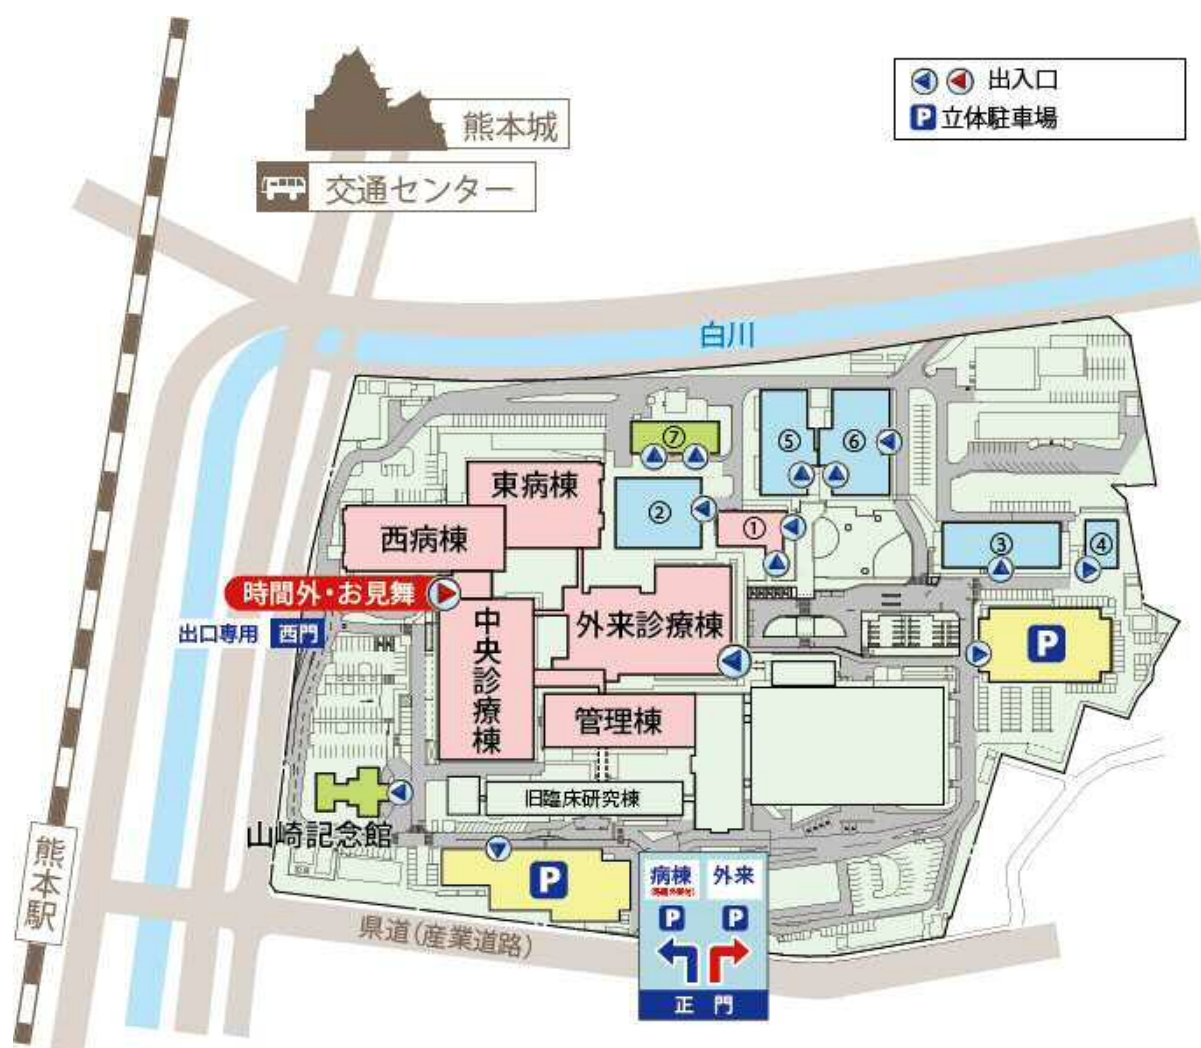 出入口
P 立体駐車場
熊本城
交通センター
白川
⑦
⑤
⑥
東病棟
②
①
西病棟
③
④
時間外・お見舞
出口専用 西門
中央診療棟
外来診療棟
P
管理棟
旧臨床研究棟
山崎記念館
熊本駅
P
県道(産業道路)
病棟 外来
P P
正門